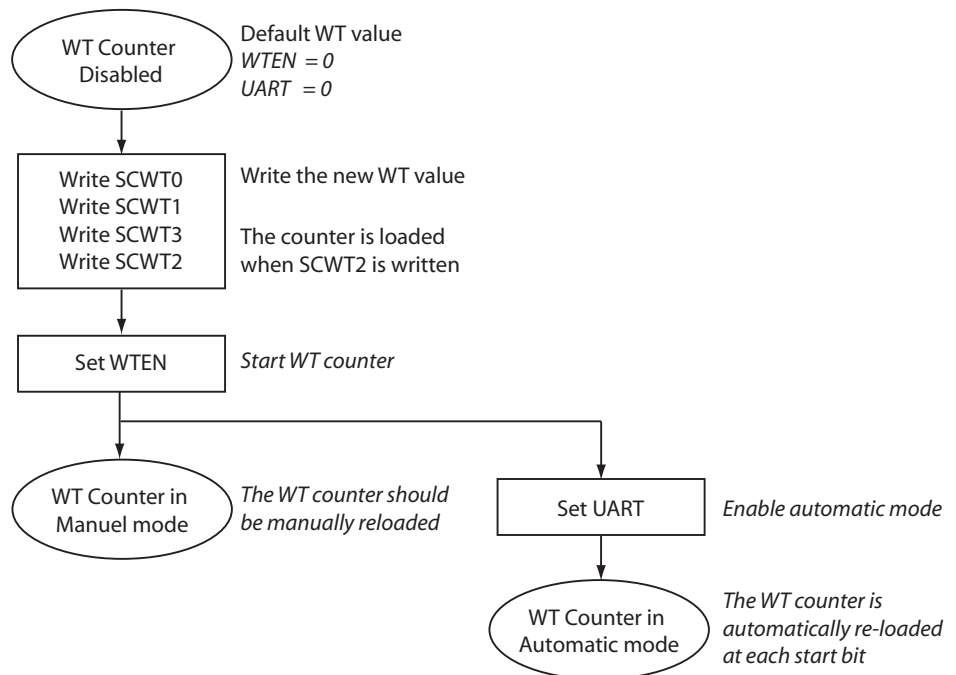 WT Counter
Disabled
Default WT value
WTEN = 0
UART = 0
Write SCWT0
Write SCWT1
Write SCWT3
Write SCWT2
Write the new WT value
The counter is loaded
when SCWT2 is written
Set WTEN
Start WT counter
WT Counter in
Manuel mode
The WT counter should
be manually reloaded
Set UART
Enable automatic mode
WT Counter in
Automatic mode
The WT counter is
automatically re-loaded
at each start bit